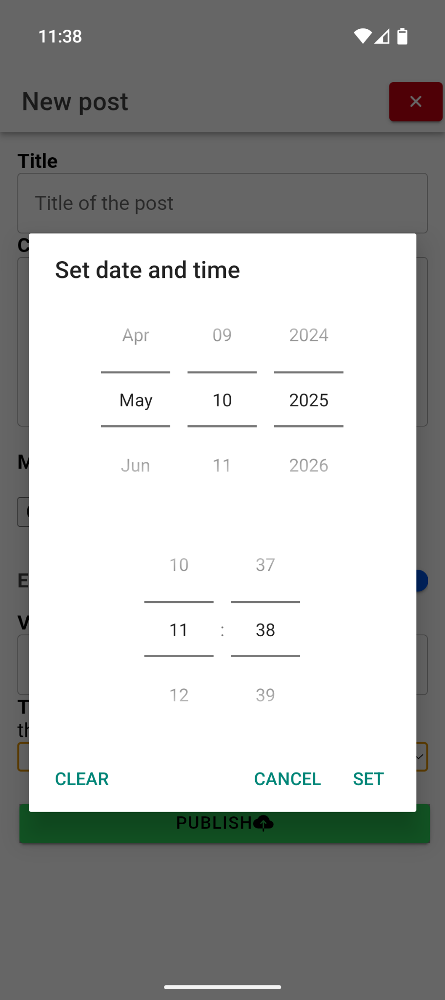 11:38
New post
Title
Title of the post
Set date and time
Apr 09 2024
May 10 2025
Jun 11 2026
10 37
11 : 38
12 39
th
CLEAR CANCEL SET
PUBLISH